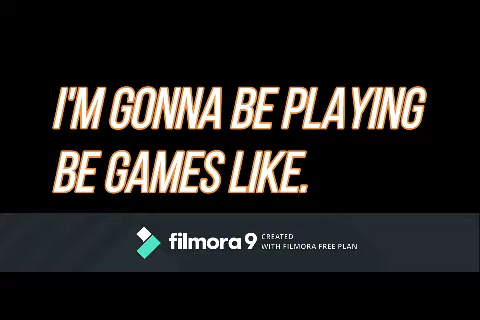 I'M GONNA BE PLAYING
BE GAMES LIKE.
filmora 9 CREATED
WITH FILMORA FREE PLAN